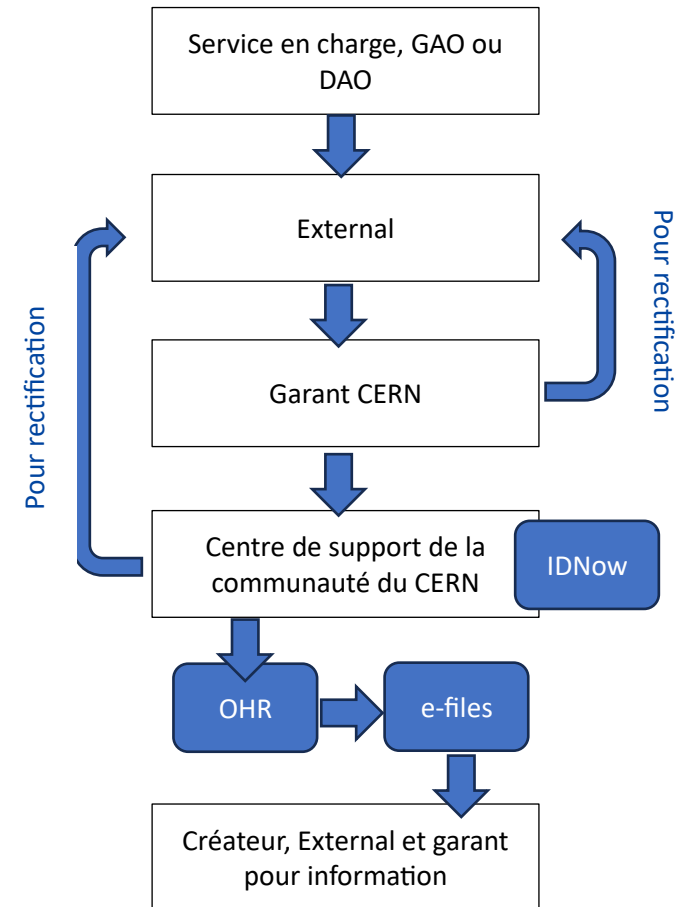 Service en charge, GAO ou
DAO
External
Pour rectification
Pour rectification
Garant CERN
Centre de support de la
communauté du CERN
IDNow
OHR
e-files
Créateur, External et garant
pour information